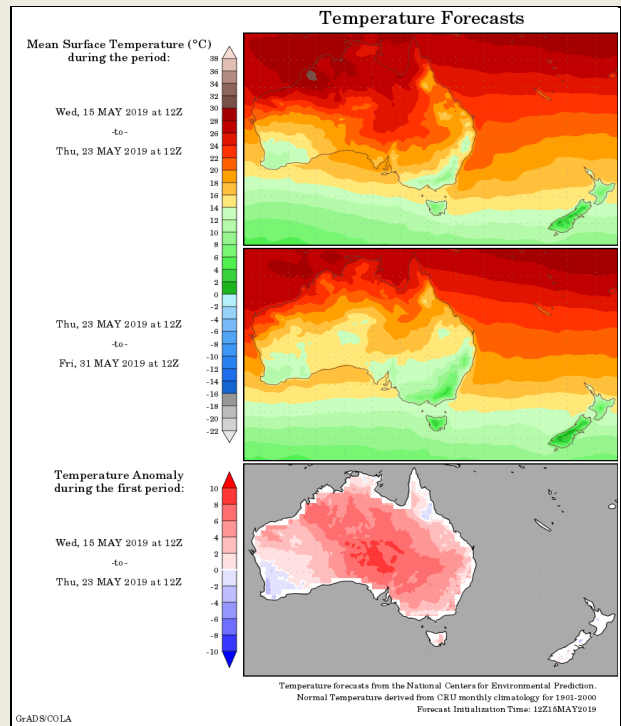 Temperature Forecasts
Mean Surface Temperature (°C)
during the period:
Wed, 15 MAY 2019 at 12Z
-to-
Thu, 23 MAY 2019 at 12Z
38
36
34
32
30
28
26
24
22
20
18
16
14
12
10
8
6
4
2
0
-2
-4
-6
-8
-10
-12
-14
-16
-18
-20
-22
Thu, 23 MAY 2019 at 12Z
-to-
Fri, 31 MAY 2019 at 12Z
Temperature Anomaly
during the first period:
Wed, 15 MAY 2019 at 12Z
-to-
Thu, 23 MAY 2019 at 12Z
10
8
6
4
2
0
-2
-4
-6
-8
-10
Temperature forecasts from the National Centers for Environmental Prediction.
Normal Temperature derived from CRU monthly climatology for 1901-2000
Forecast Initialization Time: 12Z15MAY2019
GrADS/COLA